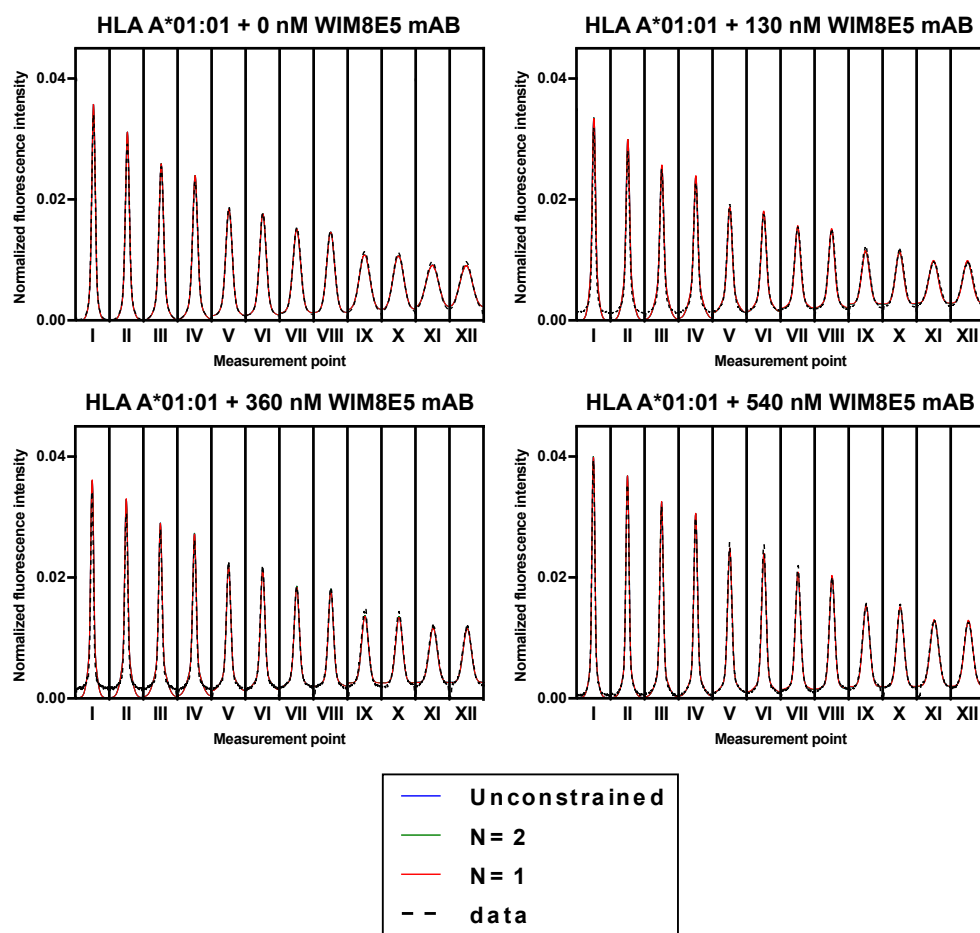 HLA A*01:01 + 0 nM WIM8E5 mAB
Normalized fluorescence intensity
0.04
0.02
0.00
I II III IV V VI VII VIII IX X XI XII
Measurement point
HLA A*01:01 + 130 nM WIM8E5 mAB
Normalized fluorescence intensity
0.04
0.02
0.00
I II III IV V VI VII VIII IX X XI XII
Measurement point
HLA A*01:01 + 360 nM WIM8E5 mAB
Normalized fluorescence intensity
0.04
0.02
0.00
I II III IV V VI VII VIII IX X XI XII
Measurement point
HLA A*01:01 + 540 nM WIM8E5 mAB
Normalized fluorescence intensity
0.04
0.02
0.00
I II III IV V VI VII VIII IX X XI XII
Measurement point
Unconstrained
N= 2
N= 1
data